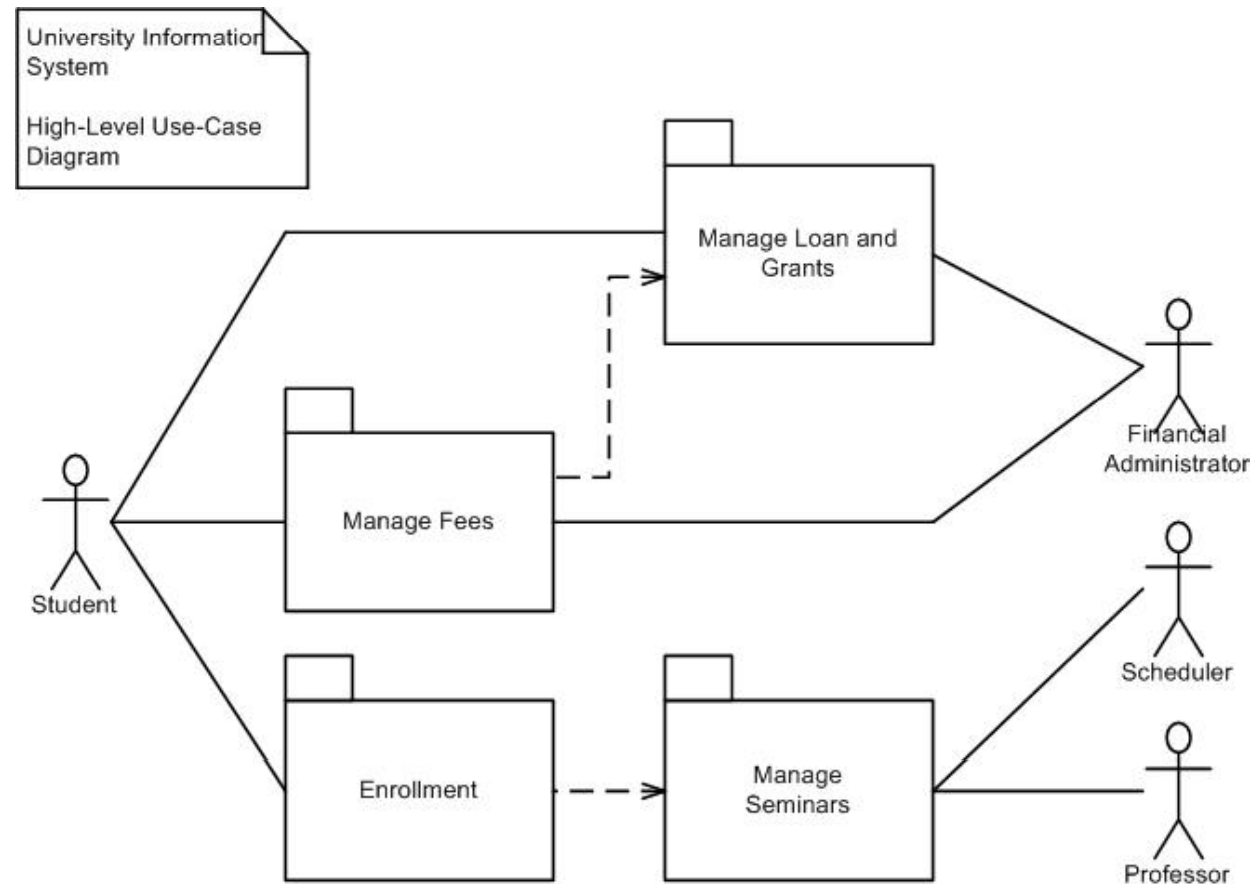 University Information
System
High-Level Use-Case
Diagram
Manage Loan and
Grants
Financial
Administrator
Manage Fees
Student
Scheduler
Enrollment
Manage
Seminars
Professor